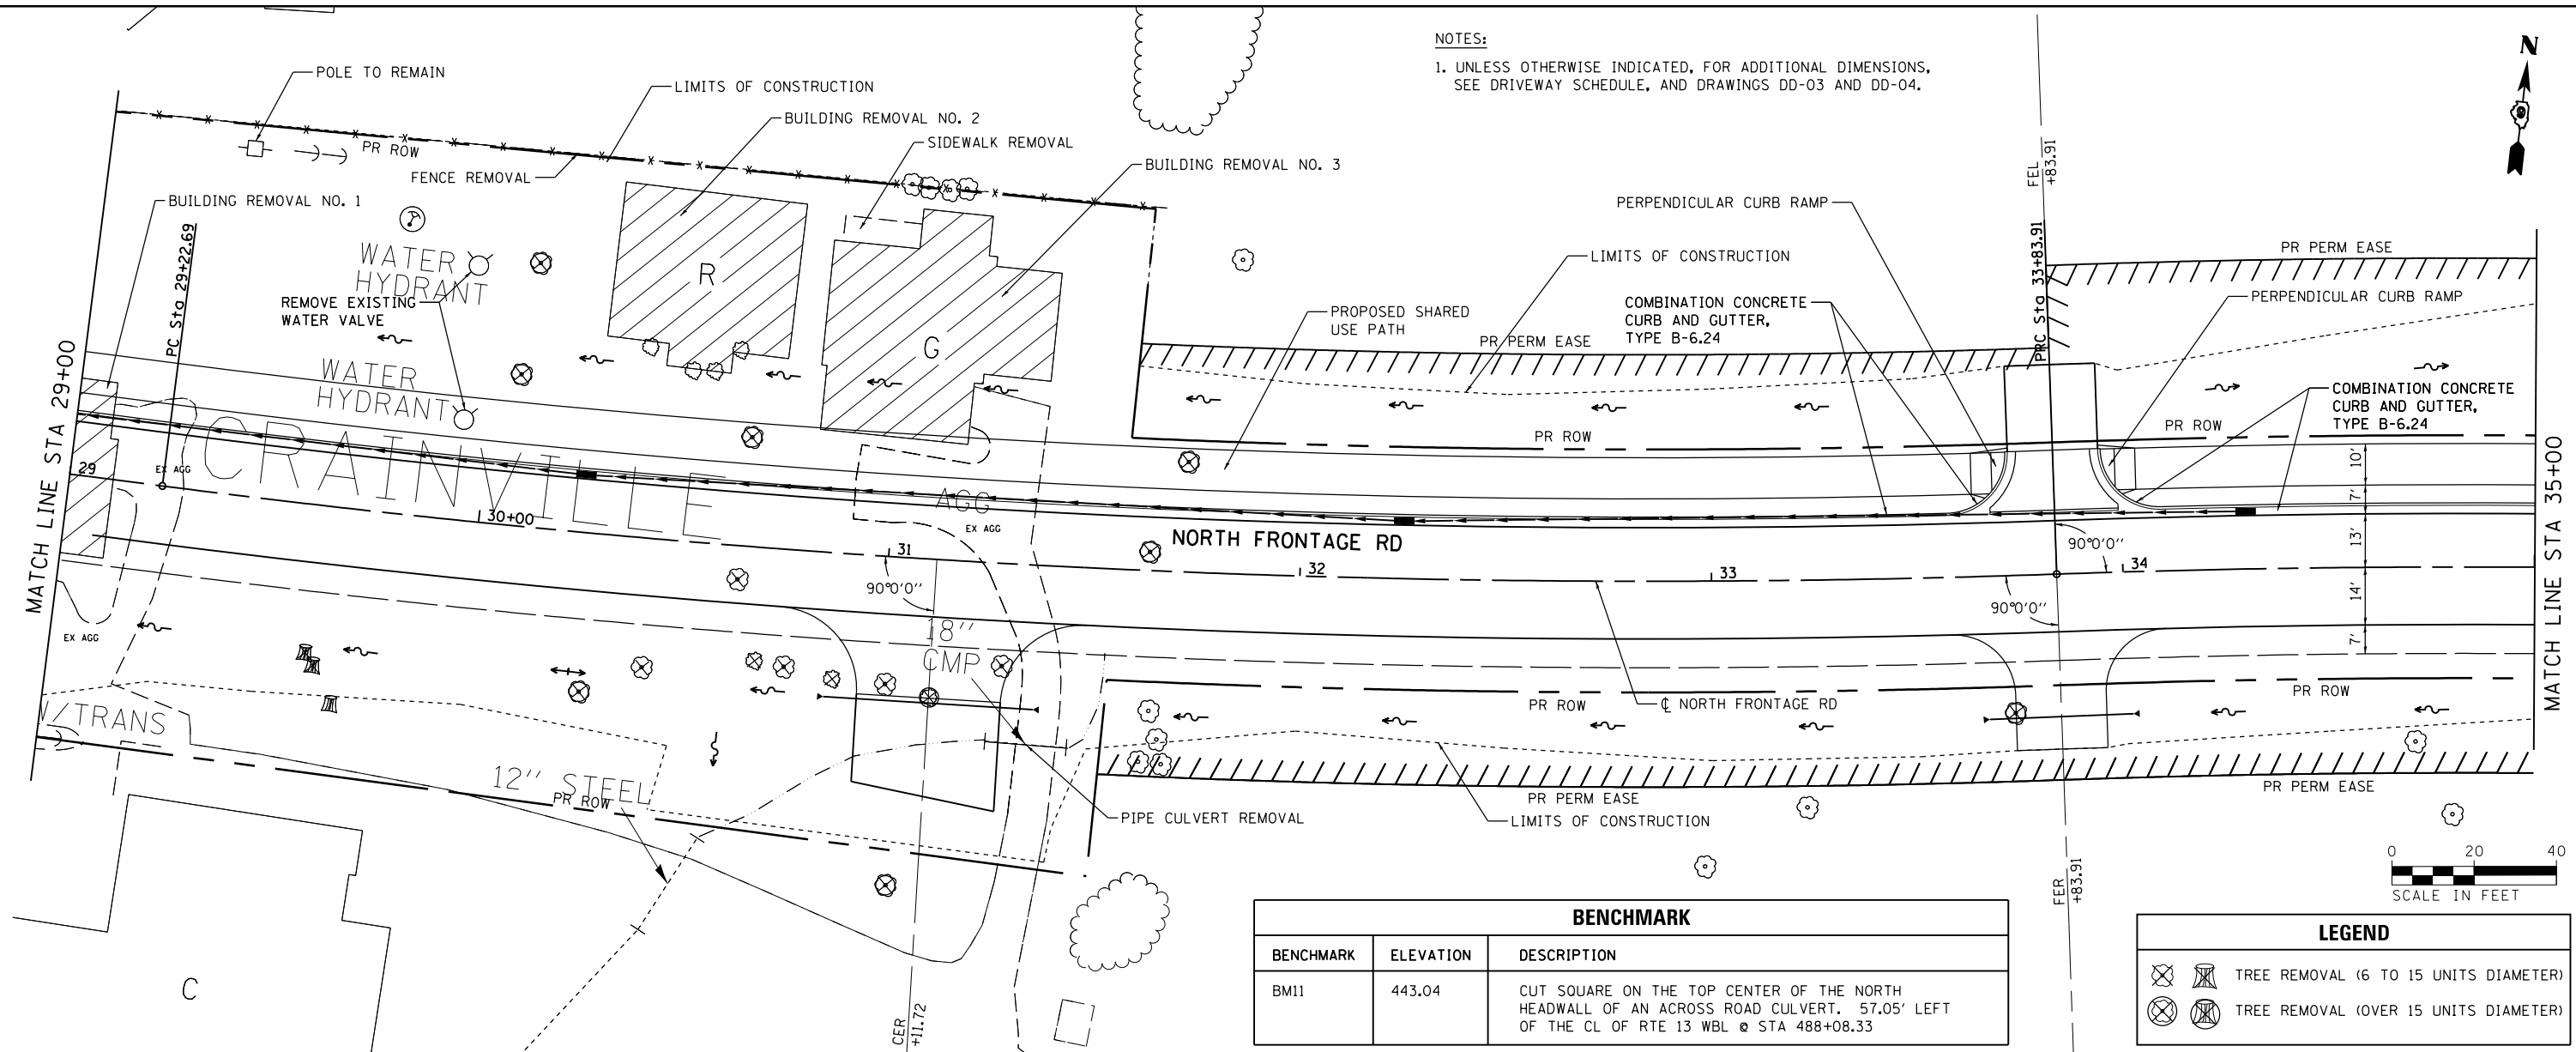 NOTES:
1. UNLESS OTHERWISE INDICATED, FOR ADDITIONAL DIMENSIONS,
SEE DRIVEWAY SCHEDULE, AND DRAWINGS DD-03 AND DD-04.
N
POLE TO REMAIN
LIMITS OF CONSTRUCTION
BUILDING REMOVAL NO. 2
SIDEWALK REMOVAL
BUILDING REMOVAL NO. 3
PR ROW
FENCE REMOVAL
BUILDING REMOVAL NO. 1
PC Sta 29+22.69
WATER
HYDRANT
REMOVE EXISTING
WATER VALVE
WATER
HYDRANT
R
G
MATCH LINE STA 29+00
29
EX AGG
CRAINVILLE
30+00
AGG
EX AGG
31
90°0'0"
EX AGG
18"
CMP
W/TRANS
12" STEEL
PR ROW
C
CER
+11.72
PIPE CULVERT REMOVAL
PERPENDICULAR CURB RAMP
LIMITS OF CONSTRUCTION
PROPOSED SHARED
USE PATH
COMBINATION CONCRETE
CURB AND GUTTER,
TYPE B-6.24
PR PERM EASE
PR ROW
FEL
+83.91
PRC Sta 33+83.91
PR PERM EASE
PERPENDICULAR CURB RAMP
COMBINATION CONCRETE
CURB AND GUTTER,
TYPE B-6.24
PR ROW
NORTH FRONTAGE RD
32
33
34
90°0'0"
90°0'0"
10'
7'
13'
14'
7'
MATCH LINE STA 35+00
PR ROW
℄ NORTH FRONTAGE RD
PR ROW
PR PERM EASE
LIMITS OF CONSTRUCTION
PR PERM EASE
FER
+83.91
0 20 40
SCALE IN FEET
BENCHMARK
BENCHMARK ELEVATION DESCRIPTION
BM11 443.04 CUT SQUARE ON THE TOP CENTER OF THE NORTH
HEADWALL OF AN ACROSS ROAD CULVERT. 57.05' LEFT
OF THE CL OF RTE 13 WBL @ STA 488+08.33
LEGEND
TREE REMOVAL (6 TO 15 UNITS DIAMETER)
TREE REMOVAL (OVER 15 UNITS DIAMETER)